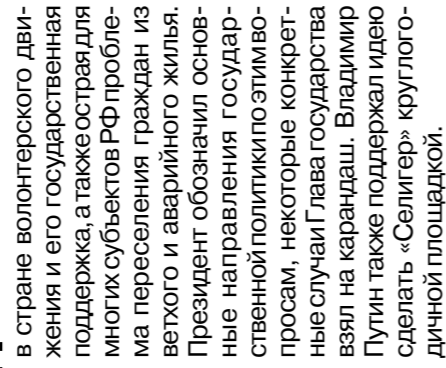 в стране волонтерского дви-
жения и его государственная
поддержка, а также острая для
многих субъектов РФ пробле-
ма переселения граждан из
ветхого и аварийного жилья.
Президент обозначил основ-
ные направления государ-
ственной политики по этим во-
просам, некоторые конкрет-
ные случаи Глава государства
взял на карандаш. Владимир
Путин также поддержал идею
сделать «Селигер» круглого-
дичной площадкой.